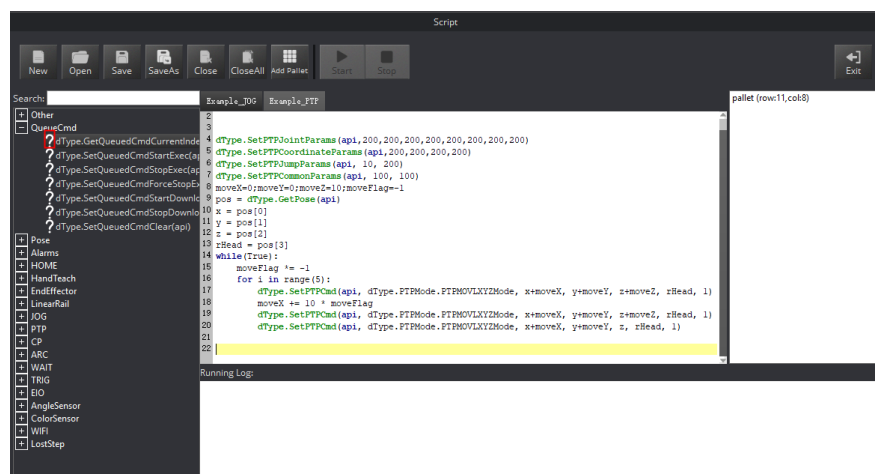 Script
New Open Save SaveAs Close CloseAll Add Pallet Start Stop Exit
Search:
Other
QueueCmd
dType.GetQueuedCmdCurrentInde
dType.SetQueuedCmdStartExec(ap
dType.SetQueuedCmdStopExec(ap
dType.SetQueuedCmdForceStopEx
dType.SetQueuedCmdStartDownlo
dType.SetQueuedCmdStopDownlo
dType.SetQueuedCmdClear(api)
Pose
Alarms
HOME
HandTeach
EndEffector
LinearRail
JOG
PTP
CP
ARC
WAIT
TRIG
EIO
AngleSensor
ColorSensor
WIFI
LostStep
Example_JOG Example_PTP
2
3
4 dType.SetPTPJointParams(api,200,200,200,200,200,200,200,200)
5 dType.SetPTPCoordinateParams(api,200,200,200,200)
6 dType.SetPTPJumpParams(api, 10, 200)
7 dType.SetPTPCommonParams(api, 100, 100)
8 moveX=0;moveY=0;moveZ=10;moveFlag=-1
9 pos = dType.GetPose(api)
10 x = pos[0]
11 y = pos[1]
12 z = pos[2]
13 rHead = pos[3]
14 while(True):
15 moveFlag *= -1
16 for i in range(5):
17 dType.SetPTPCmd(api, dType.PTPMode.PTPMOVLXYZMode, x+moveX, y+moveY, z+moveZ, rHead, 1)
18 moveX += 10 * moveFlag
19 dType.SetPTPCmd(api, dType.PTPMode.PTPMOVLXYZMode, x+moveX, y+moveY, z+moveZ, rHead, 1)
20 dType.SetPTPCmd(api, dType.PTPMode.PTPMOVLXYZMode, x+moveX, y+moveY, z, rHead, 1)
21
22
Running Log:
pallet (row:11,col:8)